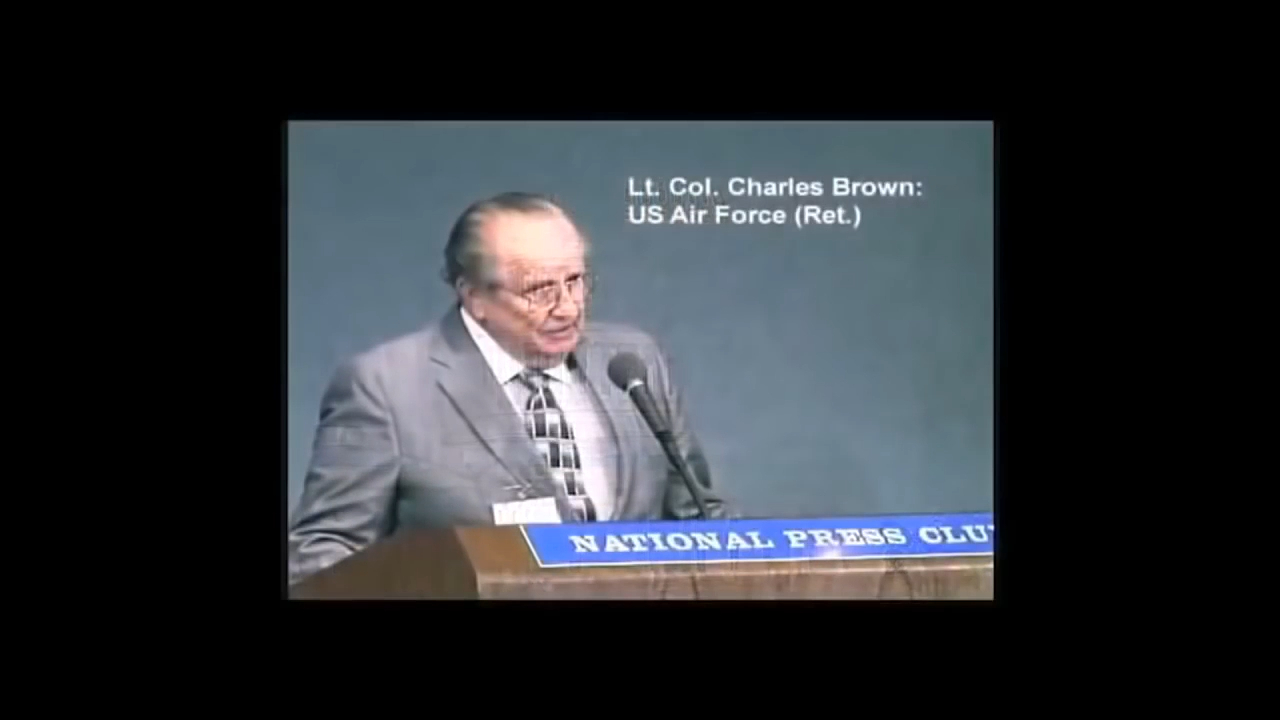 Lt. Col. Charles Brown:
US Air Force (Ret.)
NATIONAL PRESS CLU